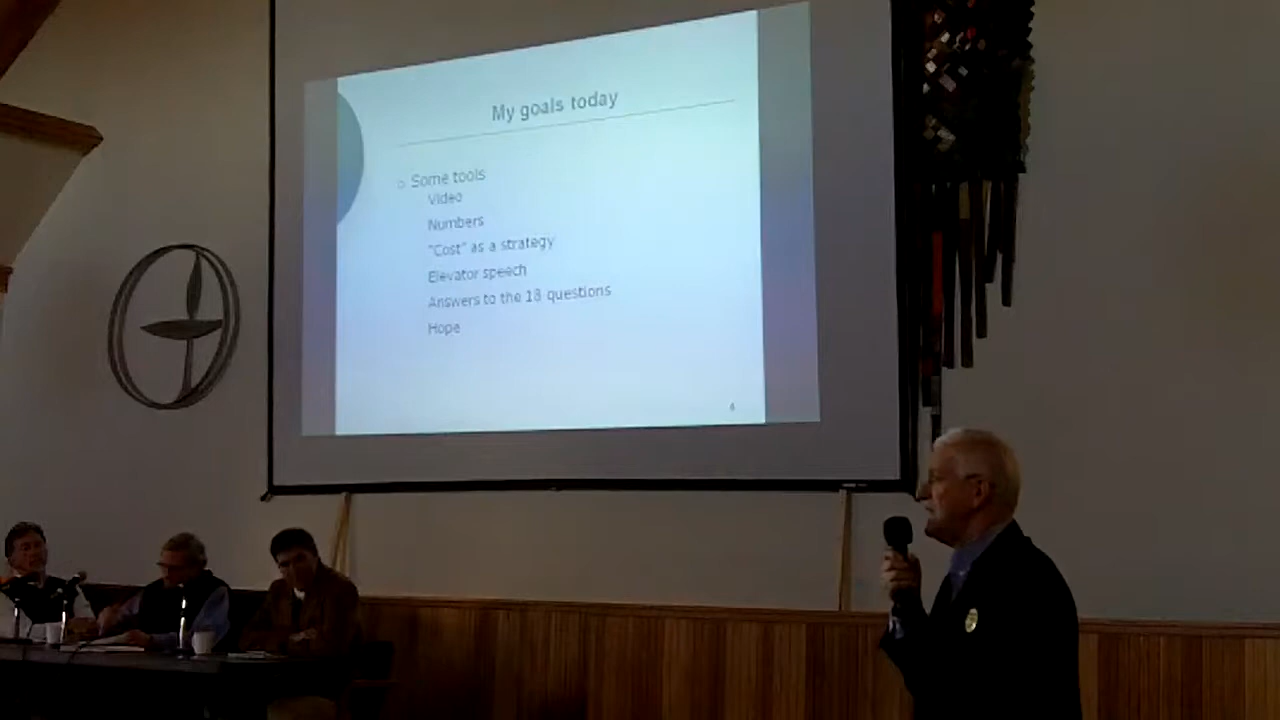 My goals today
Some tools
Video
Numbers
"Cost" as a strategy
Elevator speech
Answers to the 18 questions
Hope